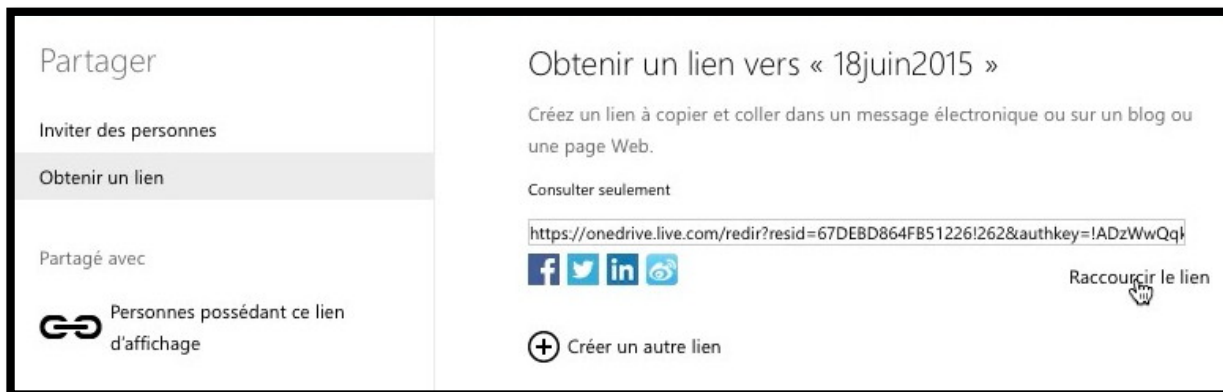 Partager
Inviter des personnes
Obtenir un lien
Partagé avec
Personnes possédant ce lien
d'affichage
Obtenir un lien vers « 18juin2015 »
Créez un lien à copier et coller dans un message électronique ou sur un blog ou
une page Web.
Consulter seulement
https://onedrive.live.com/redir?resid=67DEBD864FB51226!262&authkey=!ADzWwQqk
Raccourcir le lien
Créer un autre lien